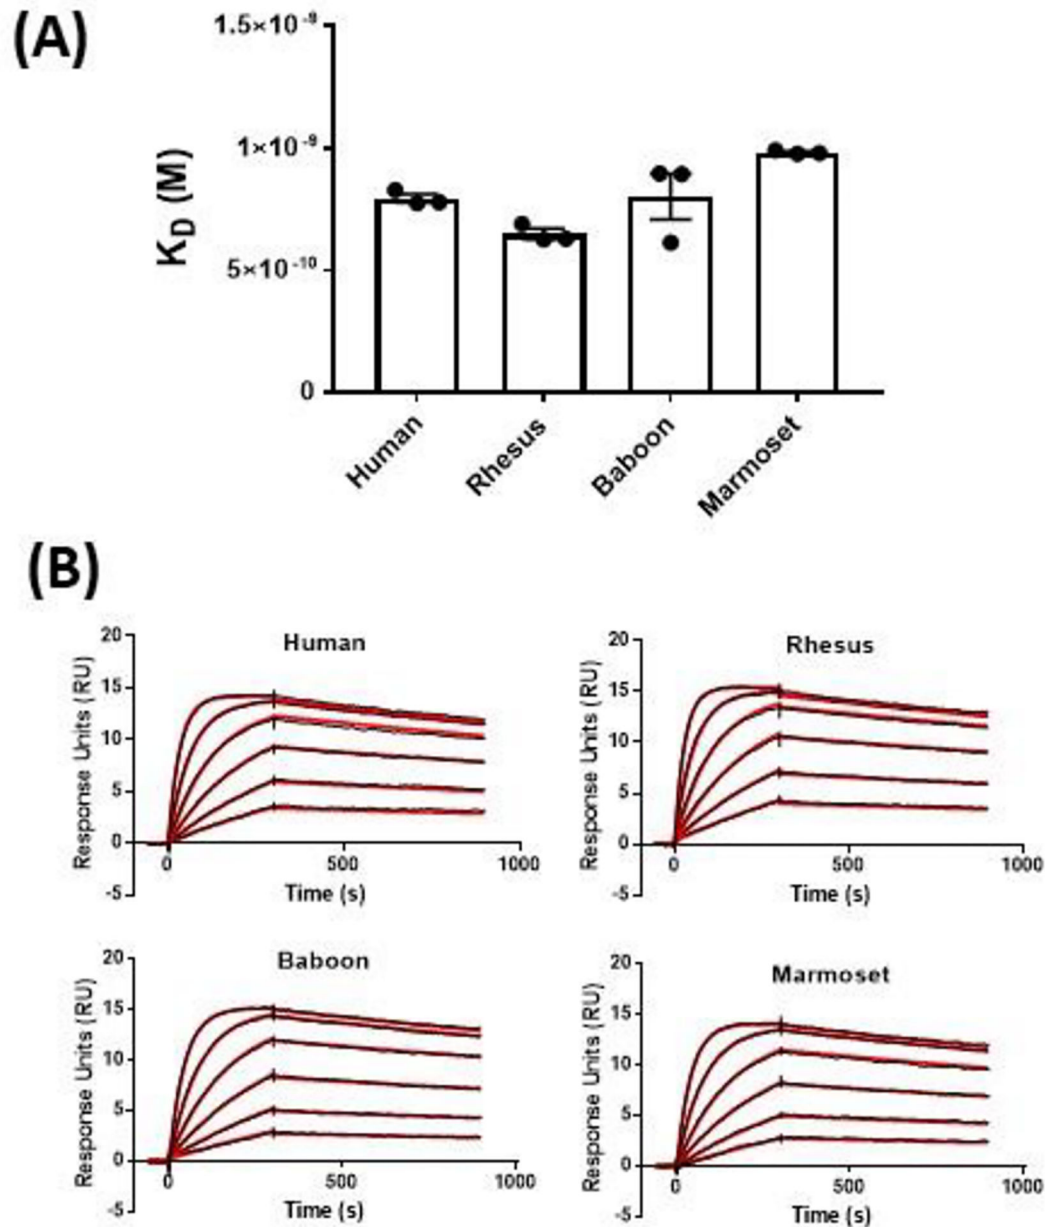 (A)
1.5×10⁻⁸
1×10⁻⁹
5×10⁻¹⁰
0
K_D (M)
Human
Rhesus
Baboon
Marmoset
(B)
Human
20
15
10
5
0
-5
Response Units (RU)
0 500 1000
Time (s)
Rhesus
20
15
10
5
0
-5
Response Units (RU)
0 500 1000
Time (s)
Baboon
20
15
10
5
0
-5
Response Units (RU)
0 500 1000
Time (s)
Marmoset
20
15
10
5
0
-5
Response Units (RU)
0 500 1000
Time (s)